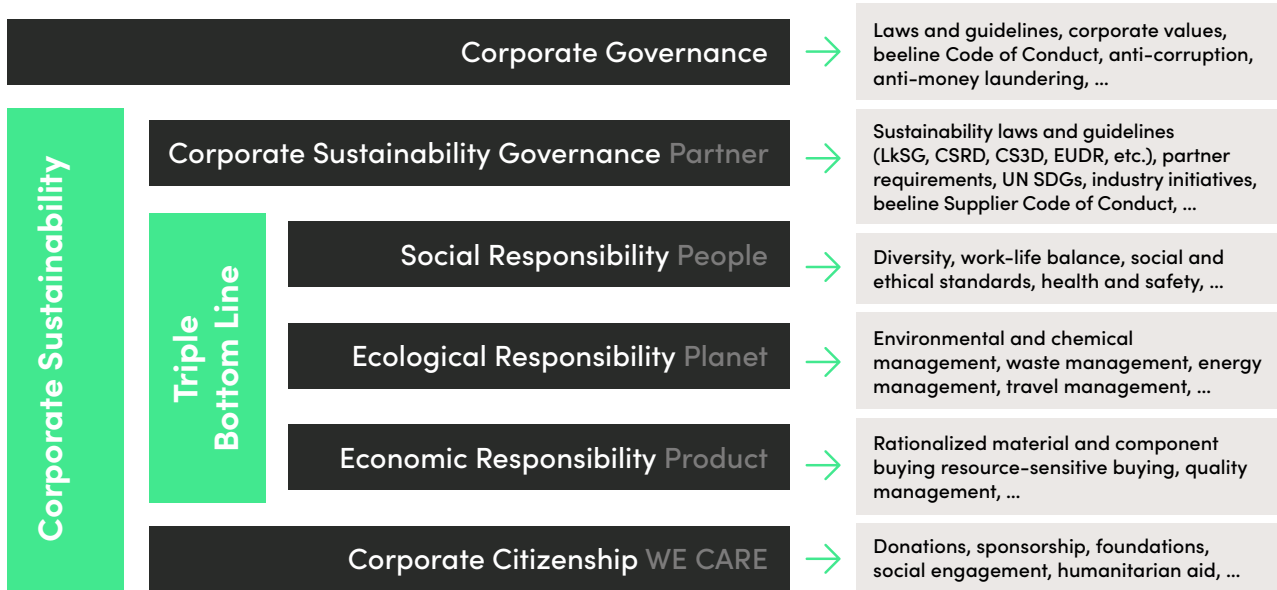 Corporate Governance
Laws and guidelines, corporate values,
beeline Code of Conduct, anti-corruption,
anti-money laundering, ...
Corporate Sustainability
Corporate Sustainability Governance Partner
Sustainability laws and guidelines
(LkSG, CSRD, CS3D, EUDR, etc.), partner
requirements, UN SDGs, industry initiatives,
beeline Supplier Code of Conduct, ...
Triple
Bottom Line
Social Responsibility People
Diversity, work-life balance, social and
ethical standards, health and safety, ...
Ecological Responsibility Planet
Environmental and chemical
management, waste management, energy
management, travel management, ...
Economic Responsibility Product
Rationalized material and component
buying resource-sensitive buying, quality
management, ...
Corporate Citizenship WE CARE
Donations, sponsorship, foundations,
social engagement, humanitarian aid, ...